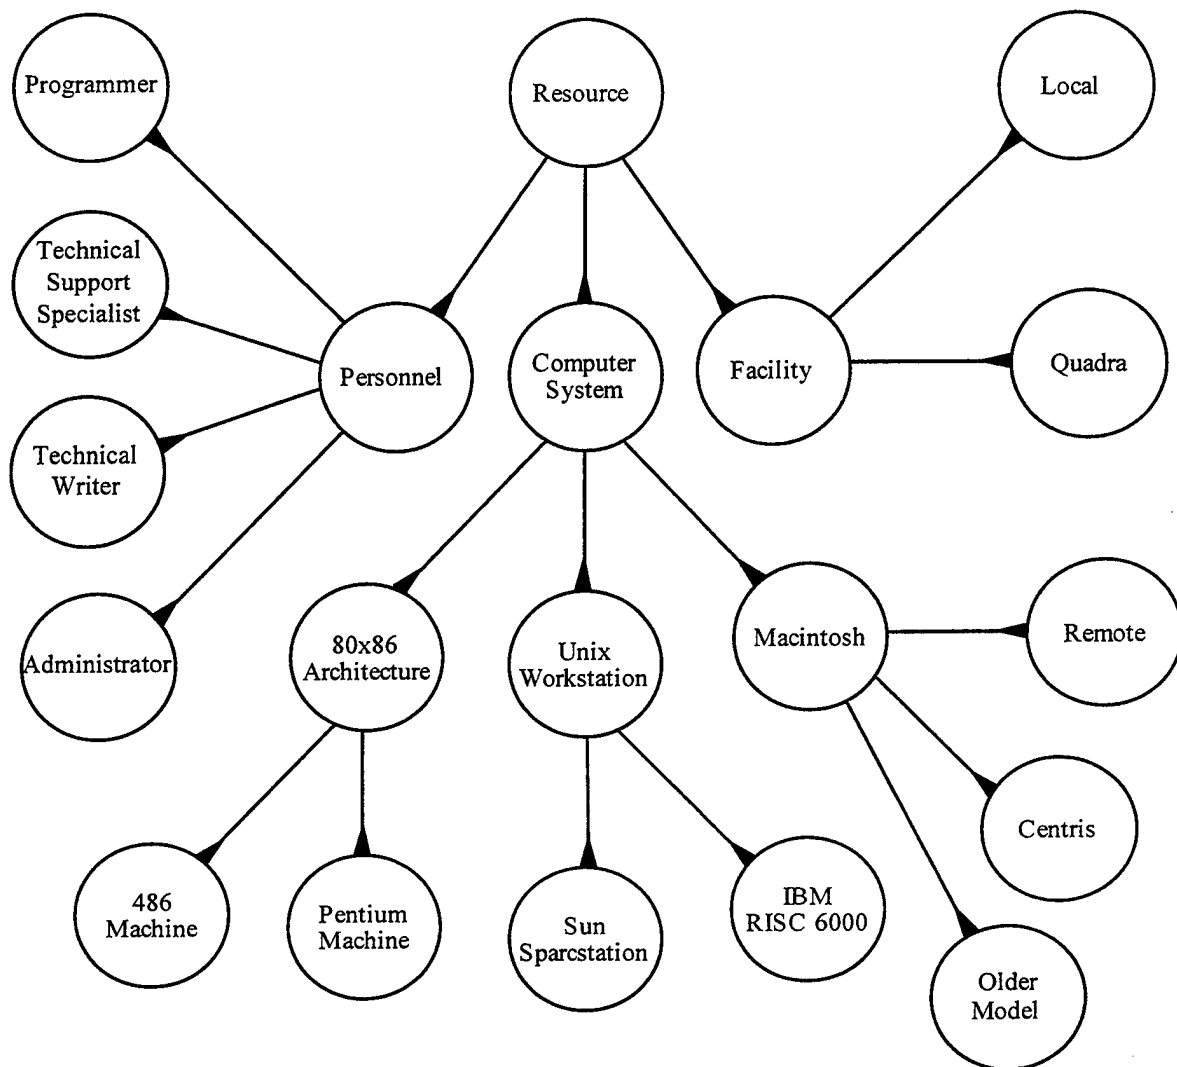 Programmer
Resource
Local
Technical
Support
Specialist
Personnel
Computer
System
Facility
Quadra
Technical
Writer
Administrator
80x86
Architecture
Unix
Workstation
Macintosh
Remote
486
Machine
Pentium
Machine
Sun
Sparcstation
IBM
RISC 6000
Centris
Older
Model